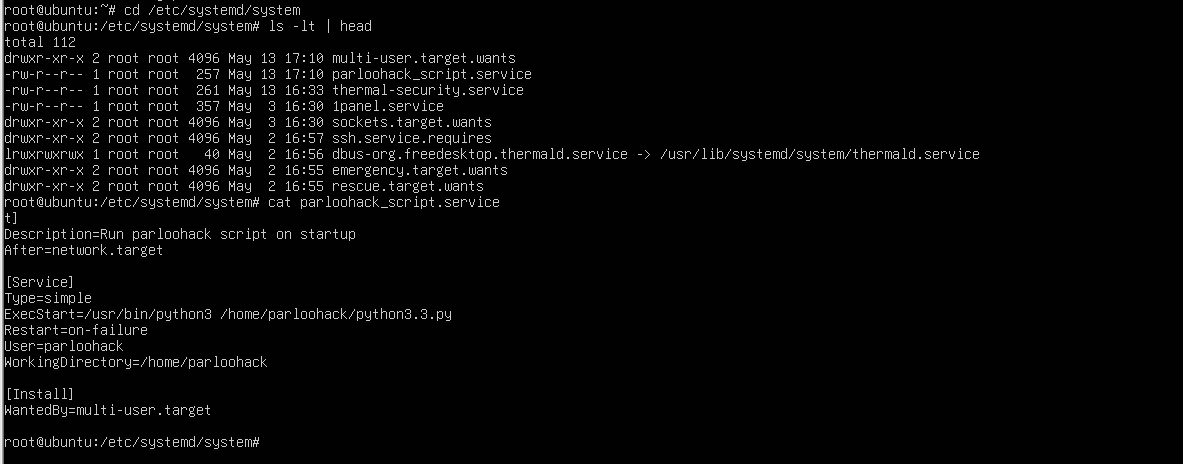 root@ubuntu:~# cd /etc/systemd/system
root@ubuntu:/etc/systemd/system# ls -lt | head
total 112
drwxr-xr-x 2 root root 4096 May 13 17:10 multi-user.target.wants
-rw-r--r-- 1 root root  257 May 13 17:10 parloohack_script.service
-rw-r--r-- 1 root root  261 May 13 16:33 thermal-security.service
-rw-r--r-- 1 root root  357 May  3 16:30 1panel.service
drwxr-xr-x 2 root root 4096 May  3 16:30 sockets.target.wants
drwxr-xr-x 2 root root 4096 May  2 16:57 ssh.service.requires
lrwxrwxrwx 1 root root   40 May  2 16:56 dbus-org.freedesktop.thermald.service -> /usr/lib/systemd/system/thermald.service
drwxr-xr-x 2 root root 4096 May  2 16:55 emergency.target.wants
drwxr-xr-x 2 root root 4096 May  2 16:55 rescue.target.wants
root@ubuntu:/etc/systemd/system# cat parloohack_script.service
t]
Description=Run parloohack script on startup
After=network.target

[Service]
Type=simple
ExecStart=/usr/bin/python3 /home/parloohack/python3.3.py
Restart=on-failure
User=parloohack
WorkingDirectory=/home/parloohack

[Install]
WantedBy=multi-user.target

root@ubuntu:/etc/systemd/system#